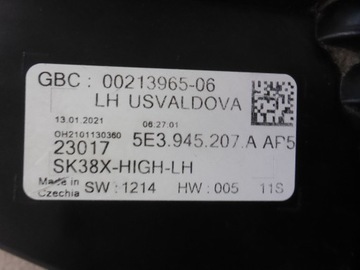 GBC: 00213965-06
LH USVALDOVA
13.01.2021 06:27:01
OH2101130360
23017 5E3.945.207.A AF5
SK38X-HIGH-LH
Made in Czechia SW:1214 HW:005 11S